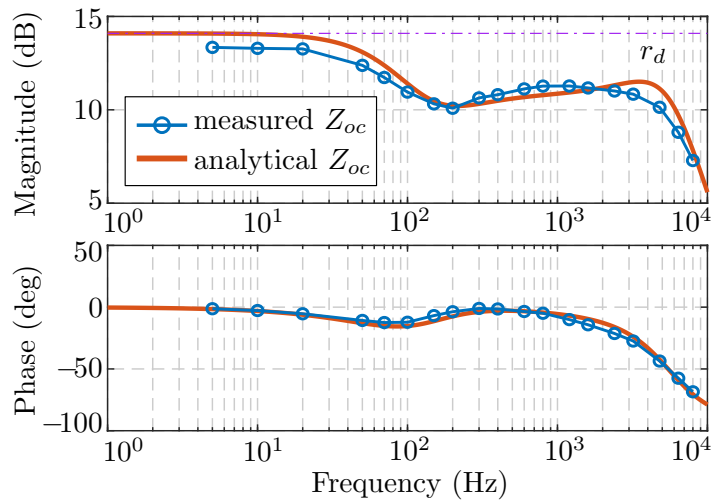 15
10
5
Magnitude (dB)
r_d
measured Z_oc
analytical Z_oc
10^0 10^1 10^2 10^3 10^4
50
0
−50
−100
Phase (deg)
10^0 10^1 10^2 10^3 10^4
Frequency (Hz)